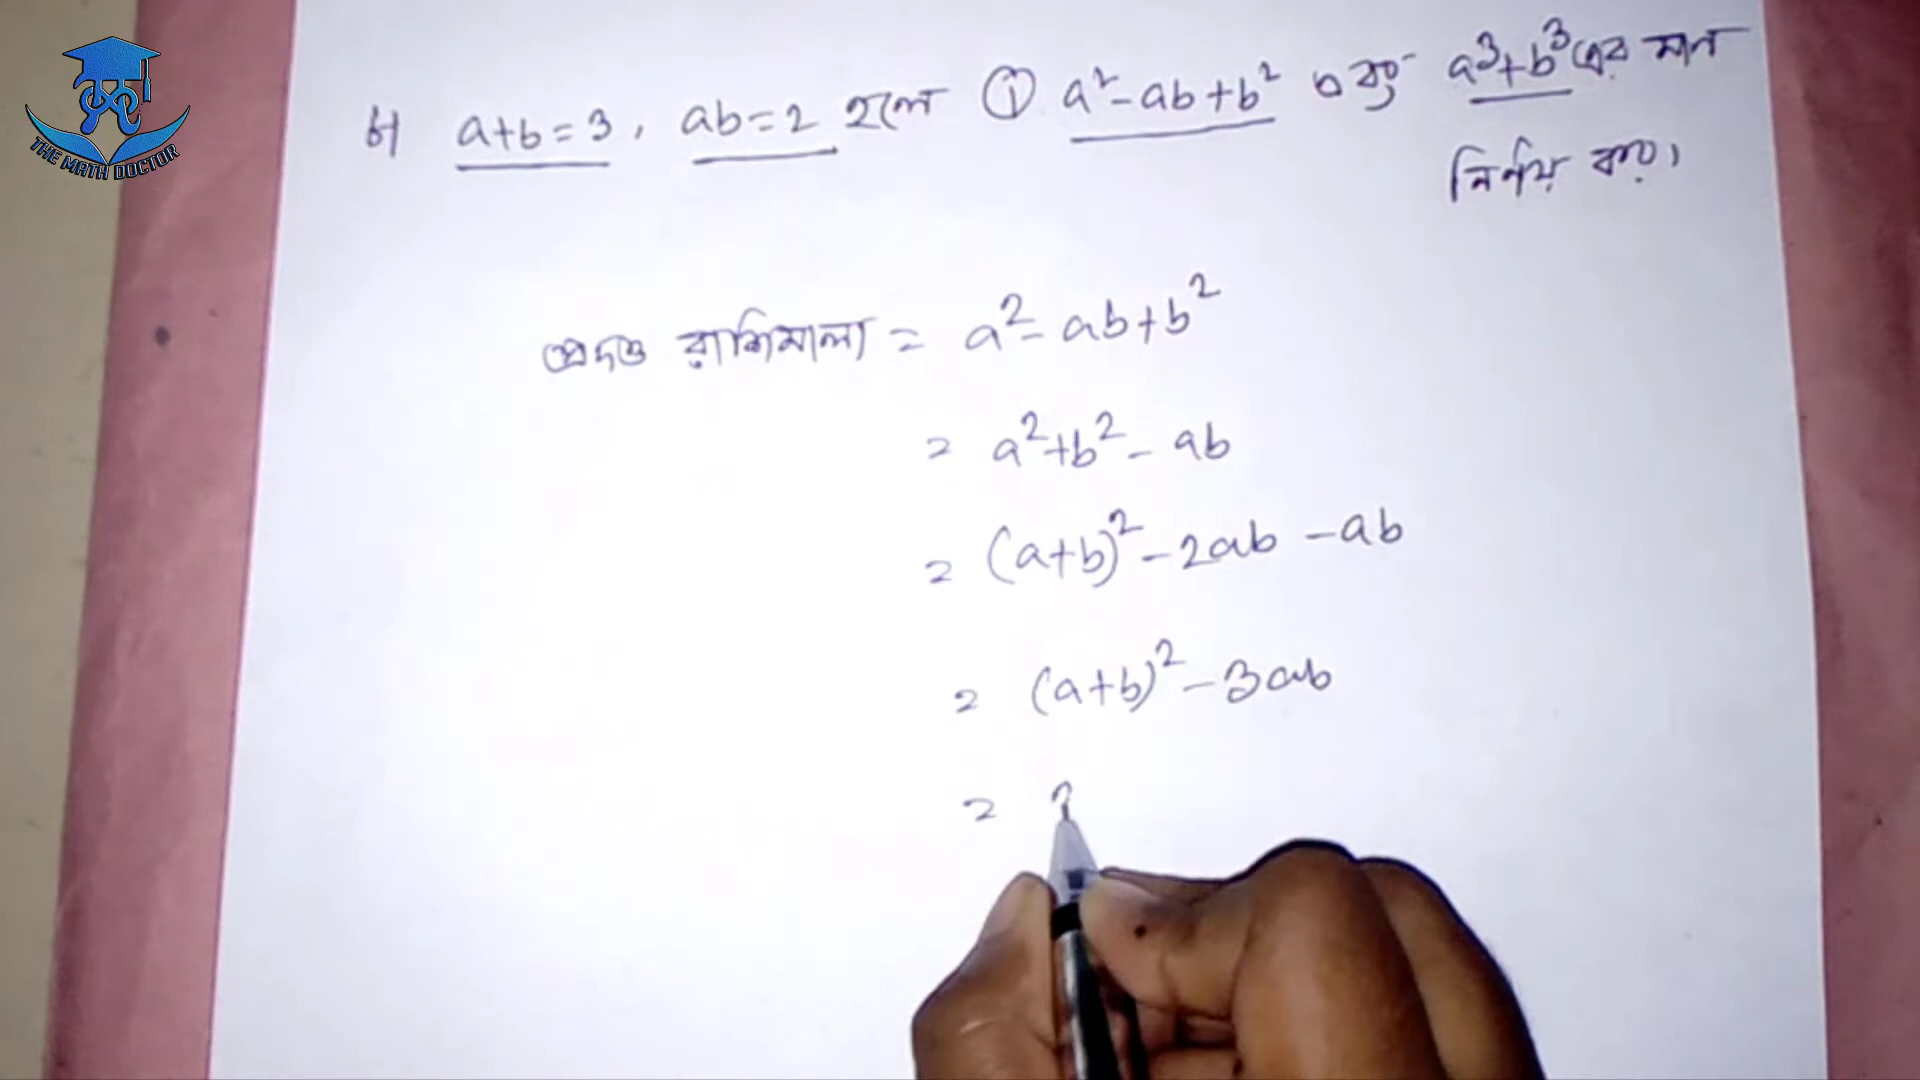 THE MATH DOCTOR
৮। a+b=3, ab=2 হলে ① a²-ab+b² এবং a³+b³ এর মান
নির্ণয় কর।
প্রদত্ত রাশিমালা = a²-ab+b²
= a²+b²-ab
= (a+b)²-2ab-ab
= (a+b)²-3ab
=